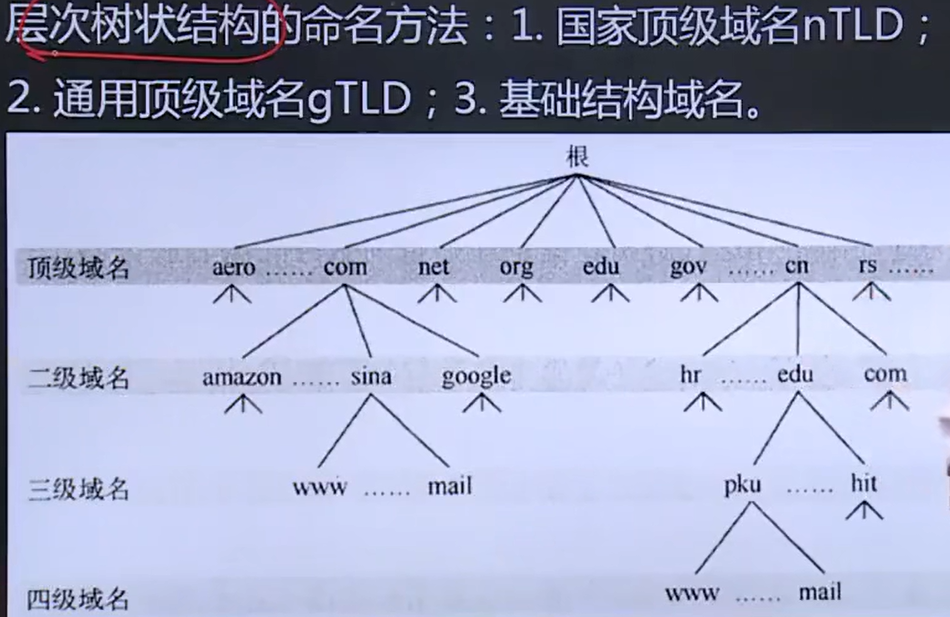 层次树状结构的命名方法：1. 国家顶级域名nTLD；
2. 通用顶级域名gTLD；3. 基础结构域名。
根
顶级域名 aero ...... com net org edu gov ...... cn rs ......
二级域名 amazon ...... sina google hr ...... edu com
三级域名 www ...... mail pku ...... hit
四级域名 www ...... mail